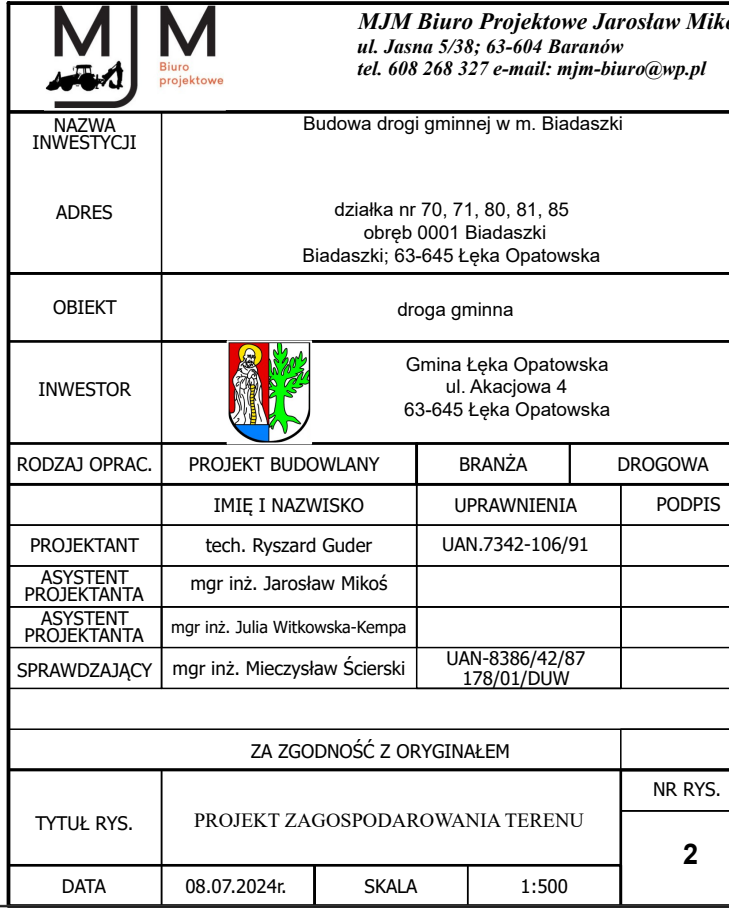 MJM
Biuro
projektowe
MJM Biuro Projektowe Jarosław
ul. Jasna 5/38; 63-604 Baranów
tel. 608 268 327 e-mail: mjm-biuro@wp.pl
NAZWA
INWESTYCJI
Budowa drogi gminnej w m. Biadaszki
ADRES
działka nr 70, 71, 80, 81, 85
obręb 0001 Biadaszki
Biadaszki; 63-645 Łęka Opatowska
OBIEKT
droga gminna
INWESTOR
Gmina Łęka Opatowska
ul. Akacjowa 4
63-645 Łęka Opatowska
RODZAJ OPRAC. PROJEKT BUDOWLANY BRANŻA DROGOWA
IMIĘ I NAZWISKO UPRAWNIENIA PODPIS
PROJEKTANT tech. Ryszard Guder UAN.7342-106/91
ASYSTENT
PROJEKTANTA
mgr inż. Jarosław Mikoś
ASYSTENT
PROJEKTANTA
mgr inż. Julia Witkowska-Kempa
SPRAWDZAJĄCY mgr inż. Mieczysław Ścierski
UAN-8386/42/87
178/01/DUW
ZA ZGODNOŚĆ Z ORYGINAŁEM
TYTUŁ RYS. PROJEKT ZAGOSPODAROWANIA TERENU
NR RYS.
2
DATA 08.07.2024r. SKALA 1:500